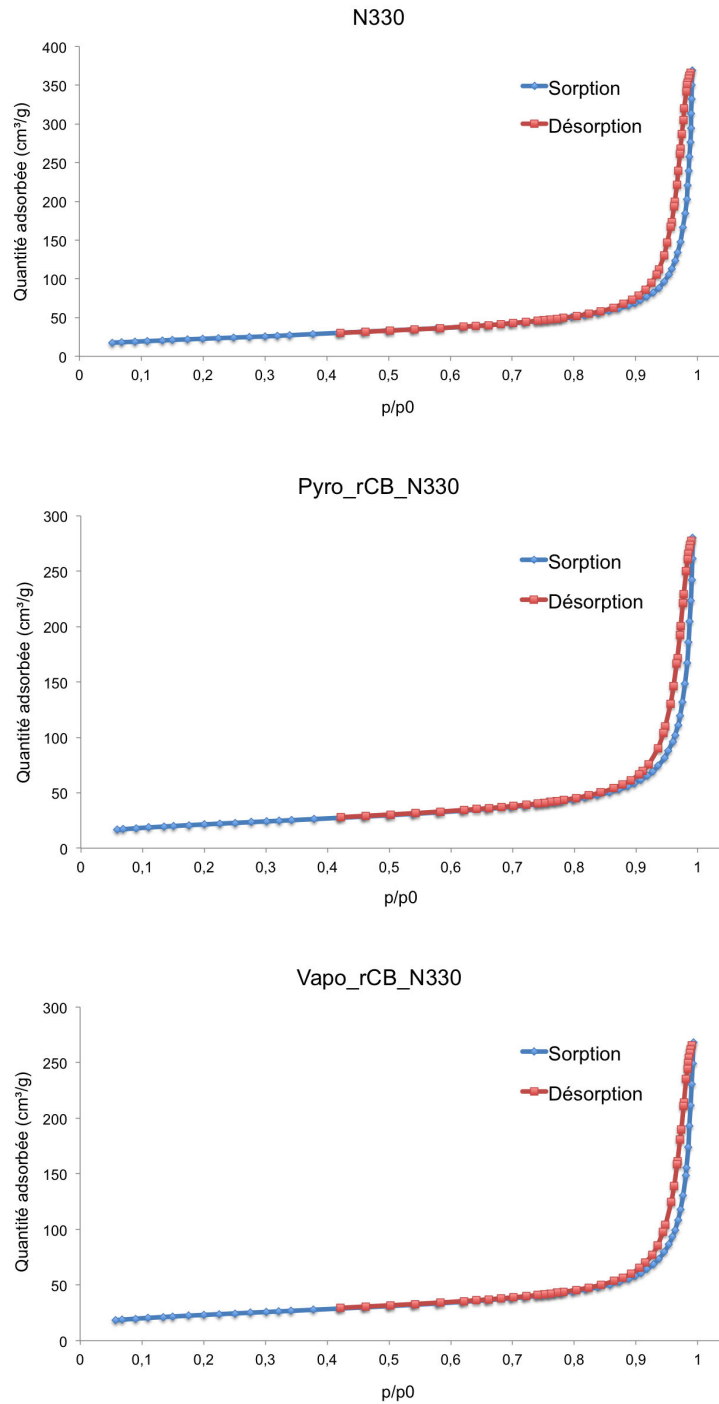 N330
400
350
300
250
200
150
100
50
0
Quantité adsorbée (cm³/g)
Sorption
Désorption
0 0,1 0,2 0,3 0,4 0,5 0,6 0,7 0,8 0,9 1
p/p0
Pyro_rCB_N330
300
250
200
150
100
50
0
Quantité adsorbée (cm³/g)
Sorption
Désorption
0 0,1 0,2 0,3 0,4 0,5 0,6 0,7 0,8 0,9 1
p/p0
Vapo_rCB_N330
300
250
200
150
100
50
0
Quantité adsorbée (cm³/g)
Sorption
Désorption
0 0,1 0,2 0,3 0,4 0,5 0,6 0,7 0,8 0,9 1
p/p0